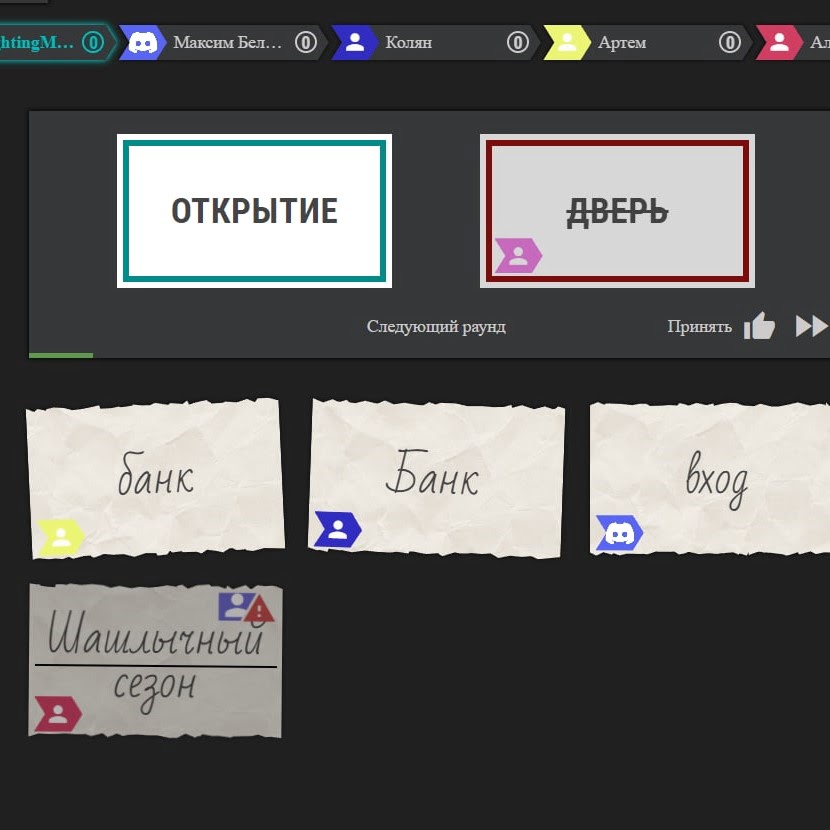 htingM... 0 Максим Бел... 0 Колян 0 Артем 0 Ал
ОТКРЫТИЕ ДВЕРЬ
Следующий раунд Принять
банк Банк вход
Шашлычный
сезон